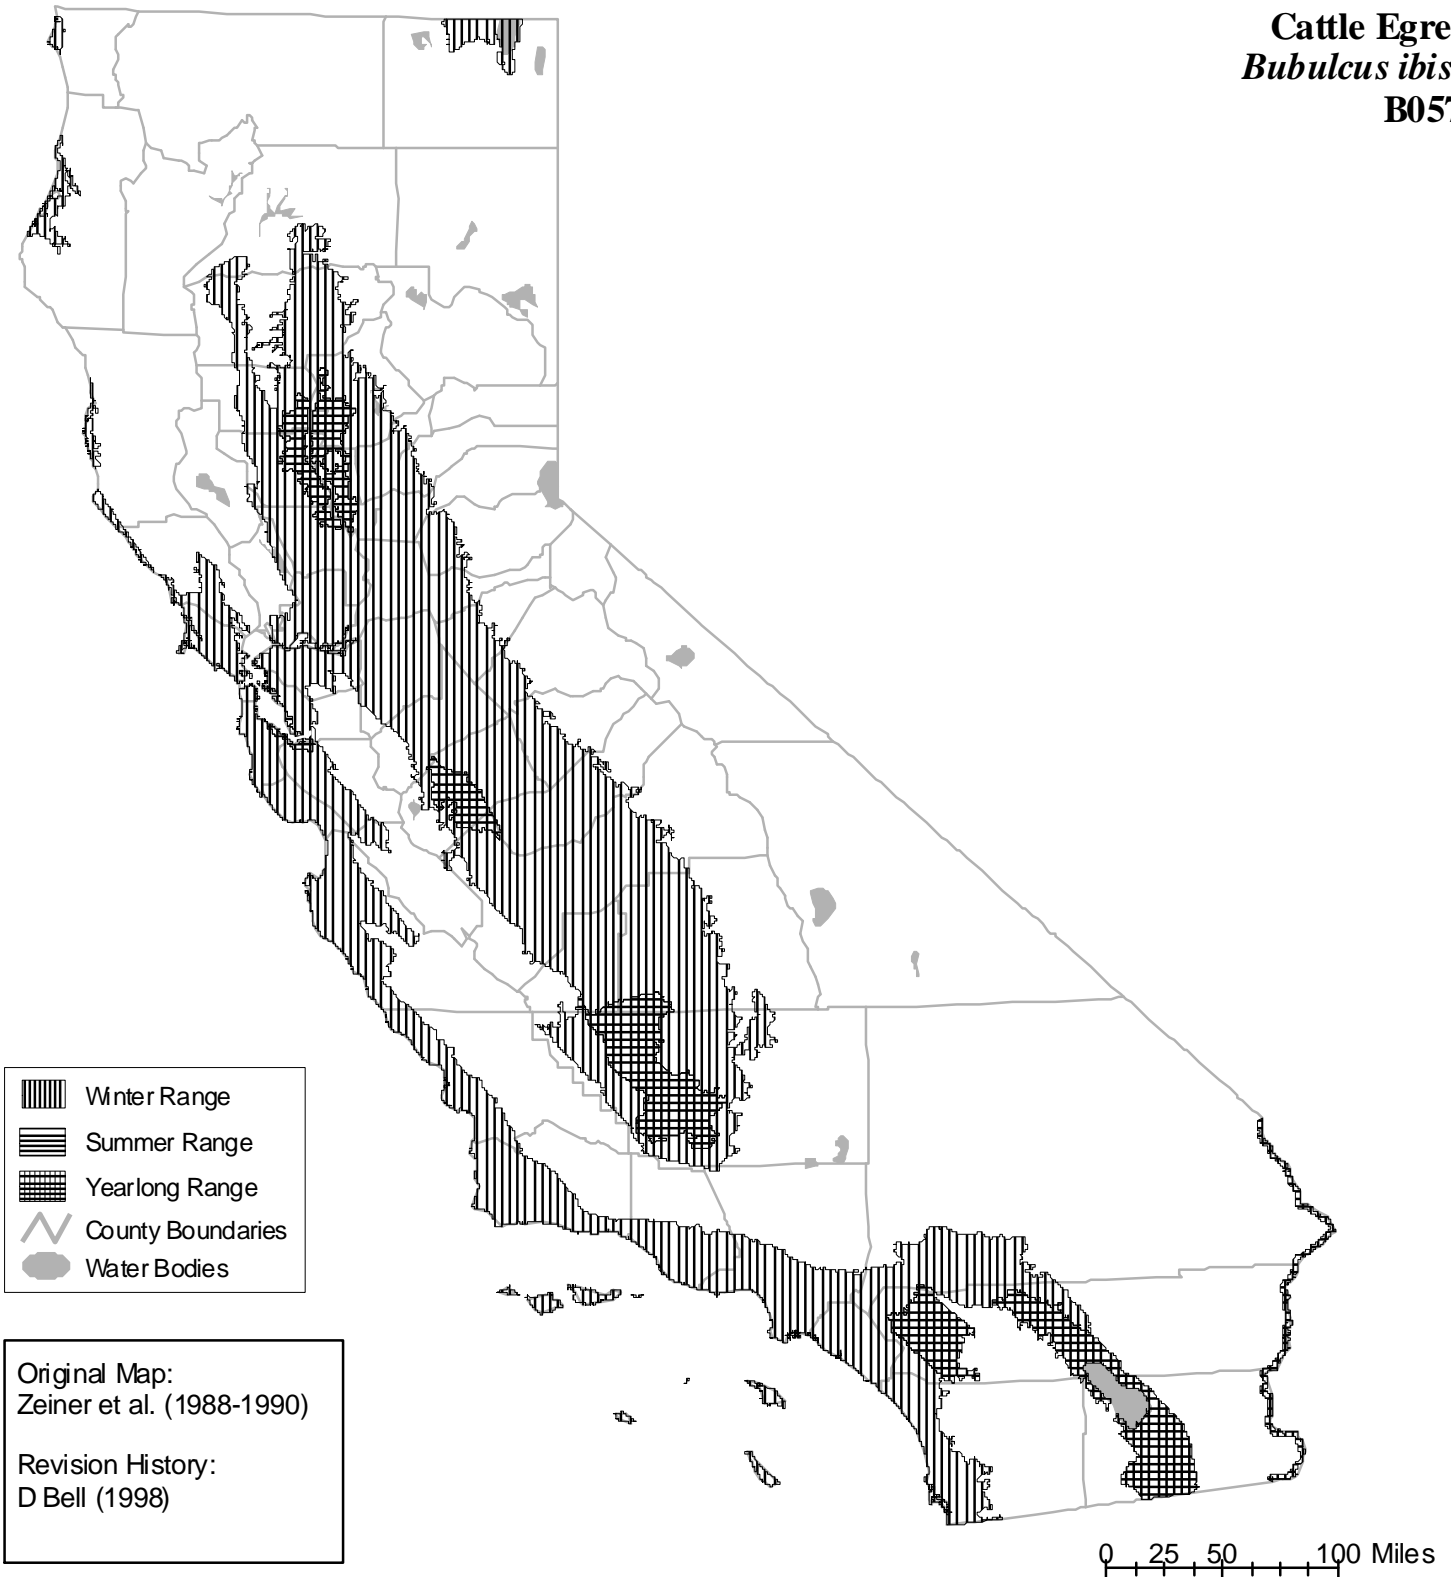 Cattle Egre
Bubulcus ibis
B057
Winter Range
Summer Range
Yearlong Range
County Boundaries
Water Bodies
Original Map:
Zeiner et al. (1988-1990)
Revision History:
D Bell (1998)
0 25 50 100 Miles